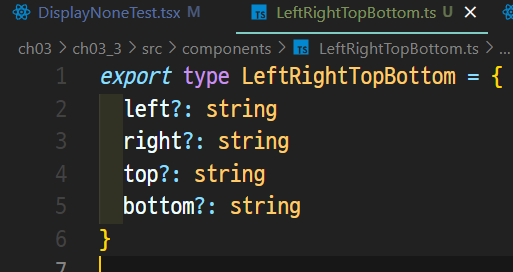 DisplayNoneTest.tsx
TS LeftRightTopBottom.ts U ×
ch03 > ch03_3 > src > components > TS LeftRightTopBottom.ts > ...
1 export type LeftRightTopBottom = {
2 left?: string
3 right?: string
4 top?: string
5 bottom?: string
6 }
7